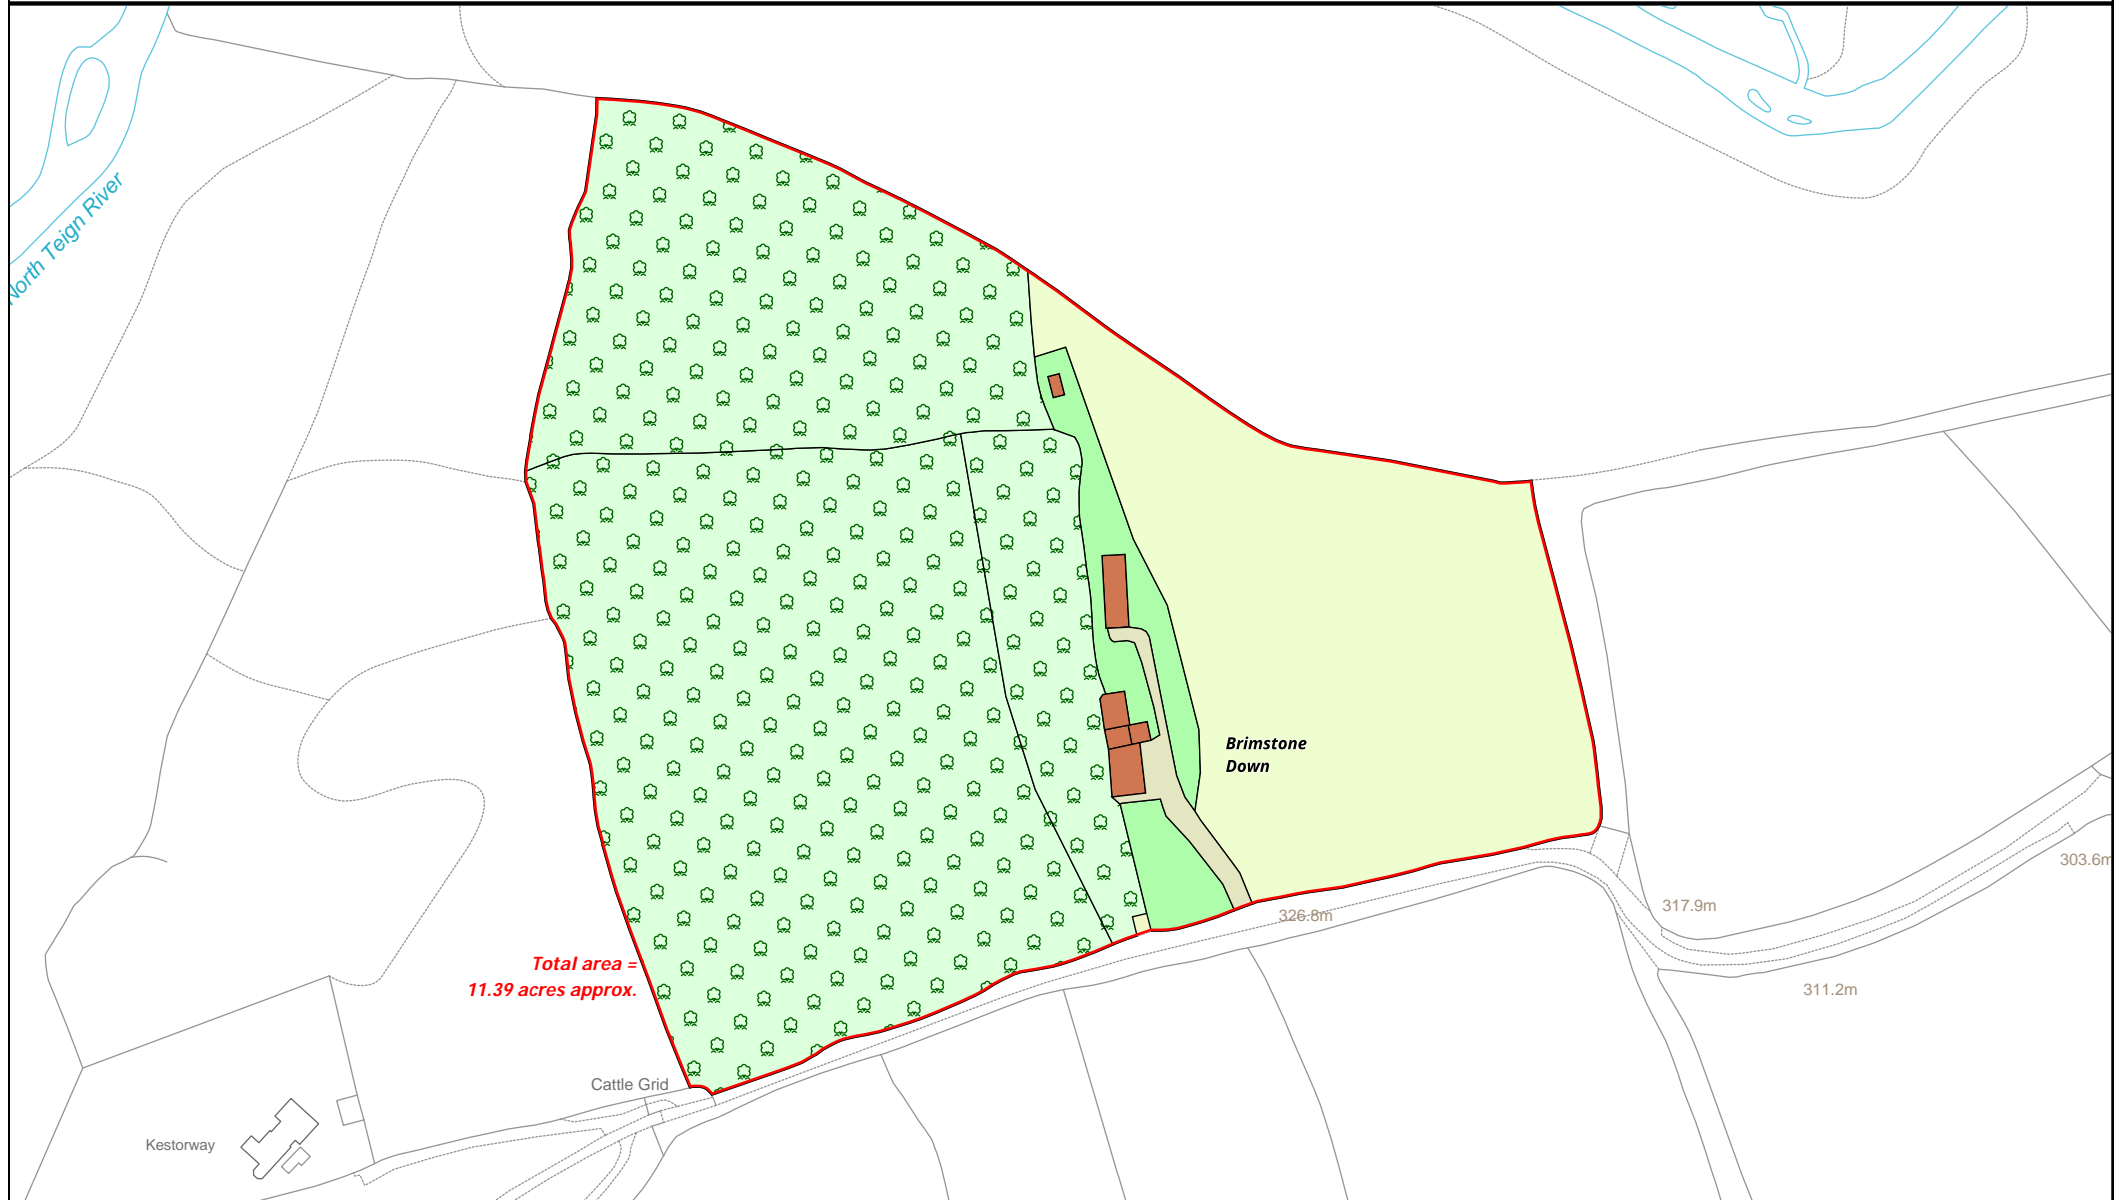 North Teign River
Brimstone
Down
303.6m
317.9m
326.8m
Total area =
11.39 acres approx.
311.2m
Cattle Grid
Kestorway